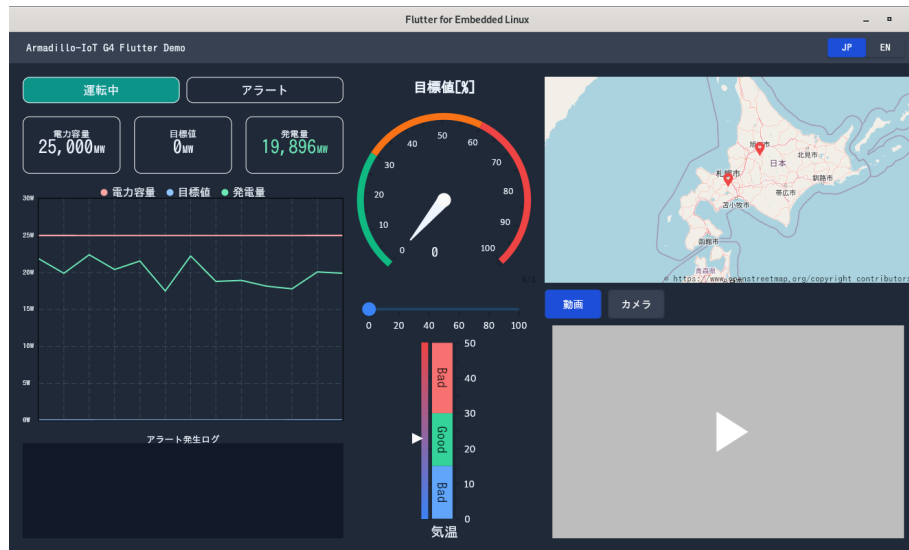 Flutter for Embedded Linux
Armadillo-IoT G4 Flutter Demo
JP
EN
運転中
アラート
電力容量
25,000MW
目標値
0MW
発電量
19,896MW
電力容量 目標値 発電量
30W
25W
20W
15W
10W
5W
0W
アラート発生ログ
目標値[%]
0
10
20
30
40
50
60
70
80
90
100
0
0 20 40 60 80 100
50
40
30
20
10
0
Bad
Good
Bad
気温
北見市
日本
札幌市
釧路市
帯広市
苫小牧市
函館市
青森県
© https://www.openstreetmap.org/copyright contributors
動画
カメラ